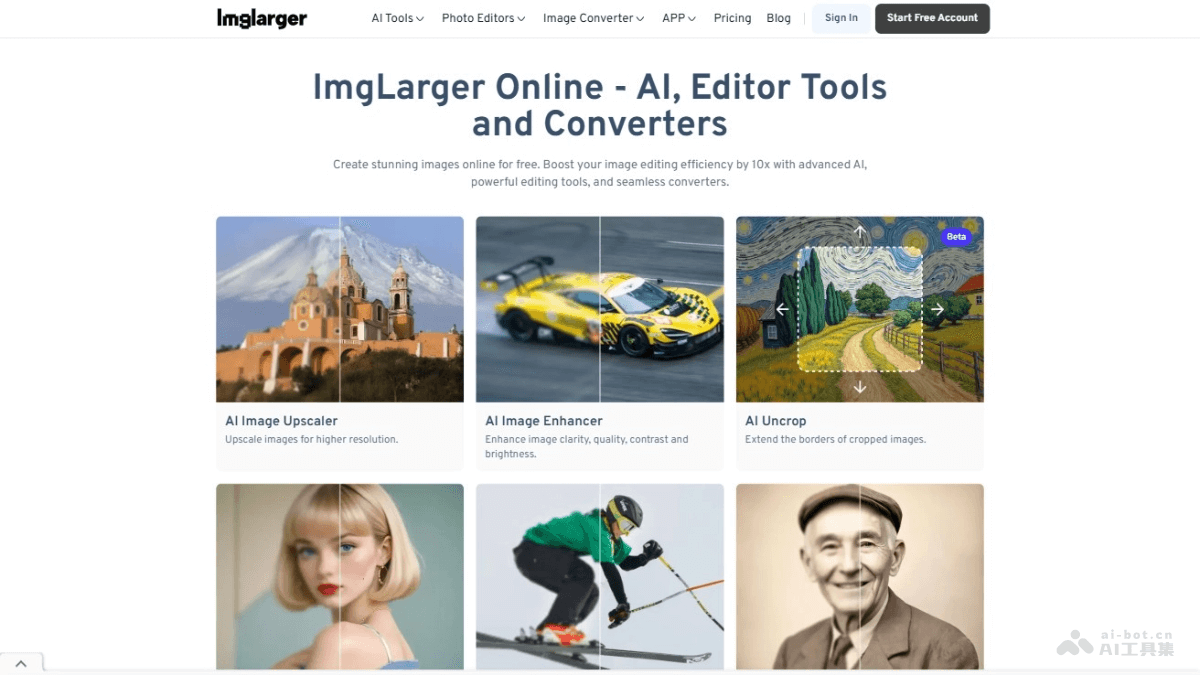 Imglarger
AI Tools
Photo Editors
Image Converter
APP
Pricing
Blog
Sign In
Start Free Account
ImgLarger Online - AI, Editor Tools
and Converters
Create stunning images online for free. Boost your image editing efficiency by 10x with advanced AI,
powerful editing tools, and seamless converters.
Beta
AI Image Upscaler
Upscale images for higher resolution.
AI Image Enhancer
Enhance image clarity, quality, contrast and
brightness.
AI Uncrop
Extend the borders of cropped images.
ai-bot.cn
AI工具集